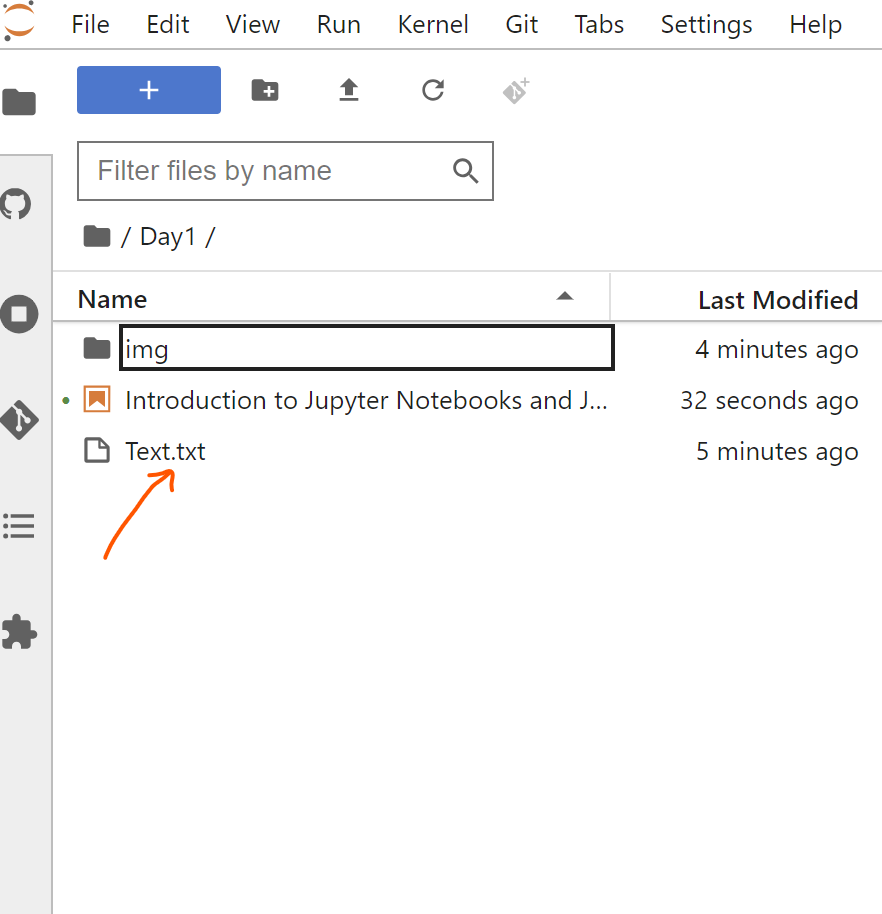 File Edit View Run Kernel Git Tabs Settings Help
Filter files by name
/ Day1 /
Name Last Modified
img 4 minutes ago
Introduction to Jupyter Notebooks and J... 32 seconds ago
Text.txt 5 minutes ago